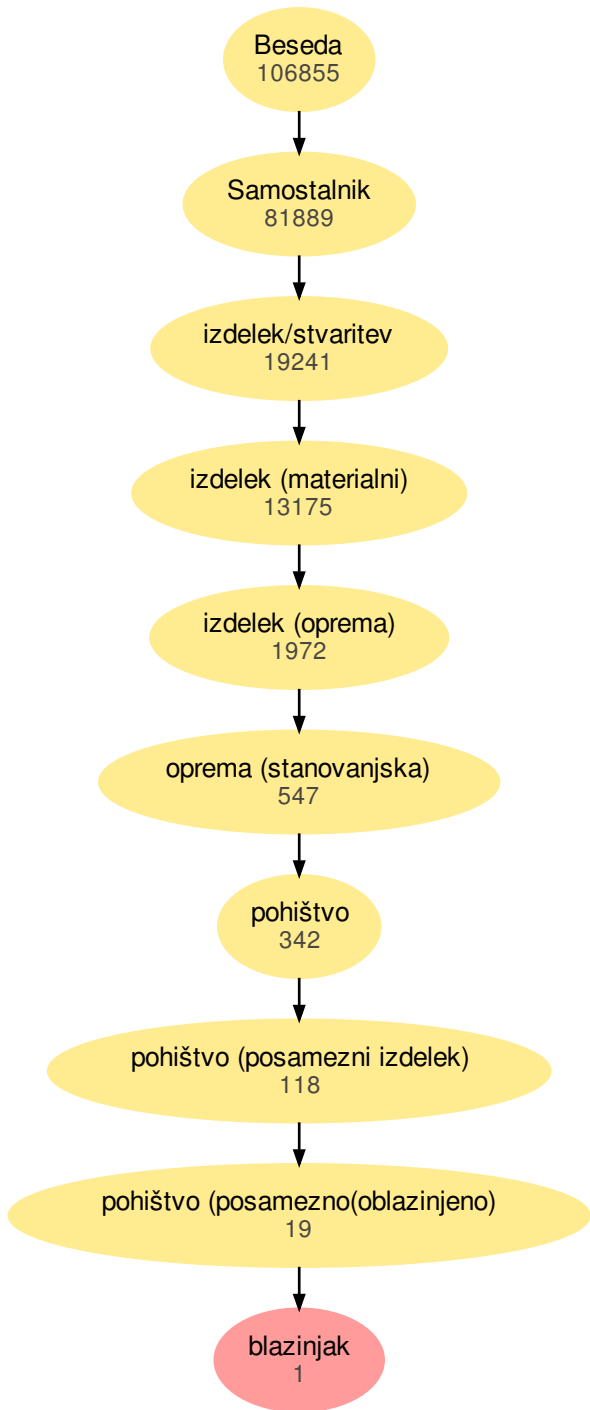 Beseda
106855
Samostalnik
81889
izdelek/stvaritev
19241
izdelek (materialni)
13175
izdelek (oprema)
1972
oprema (stanovanjska)
547
pohištvo
342
pohištvo (posamezni izdelek)
118
pohištvo (posamezno(oblazinjeno)
19
blazinjak
1